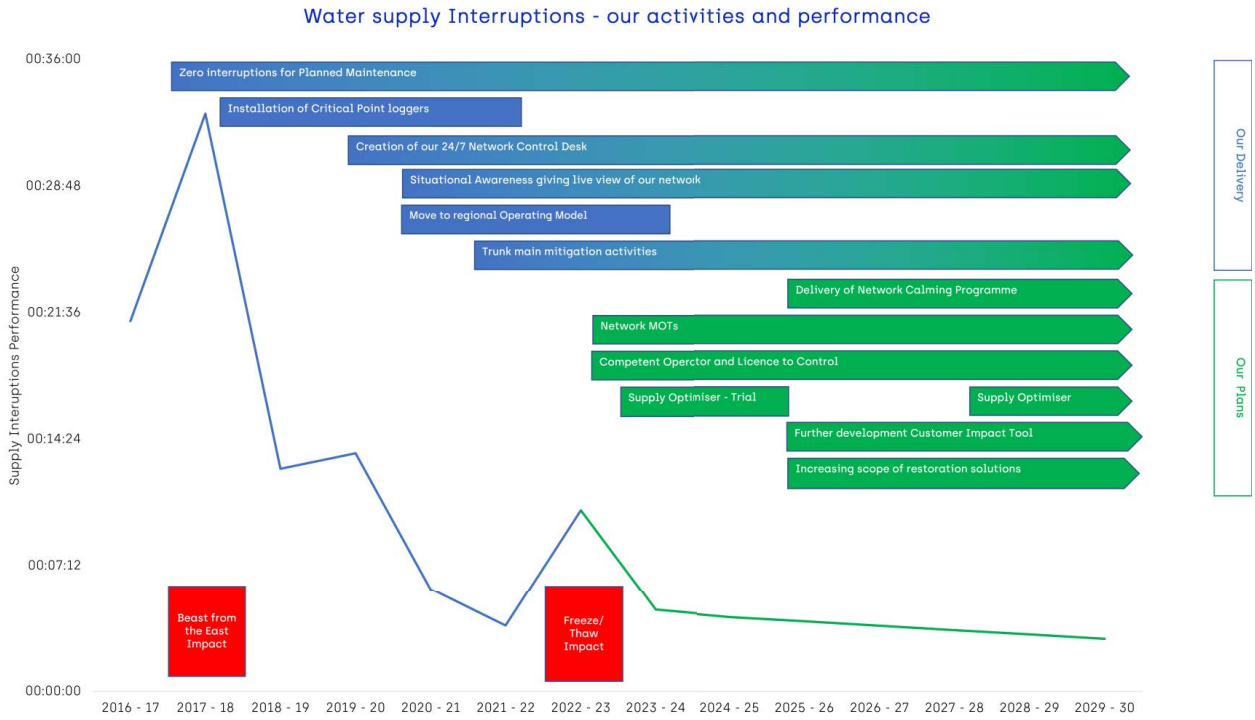 Water supply Interruptions - our activities and performance
Supply Interuptions Performance
00:36:00
00:28:48
00:21:36
00:14:24
00:07:12
00:00:00
Zero interruptions for Planned Maintenance
Installation of Critical Point loggers
Creation of our 24/7 Network Control Desk
Situational Awareness giving live view of our network
Move to regional Operating Model
Trunk main mitigation activities
Delivery of Network Calming Programme
Network MOTs
Competent Operctor and Licence to Control
Supply Optimiser - Trial
Supply Optimiser
Further development Customer Impact Tool
Increasing scope of restoration solutions
Our Delivery
Our Plans
Beast from
the East
Impact
Freeze/
Thaw
Impact
2016 - 17
2017 - 18
2018 - 19
2019 - 20
2020 - 21
2021 - 22
2022 - 23
2023 - 24
2024 - 25
2025 - 26
2026 - 27
2027 - 28
2028 - 29
2029 - 30